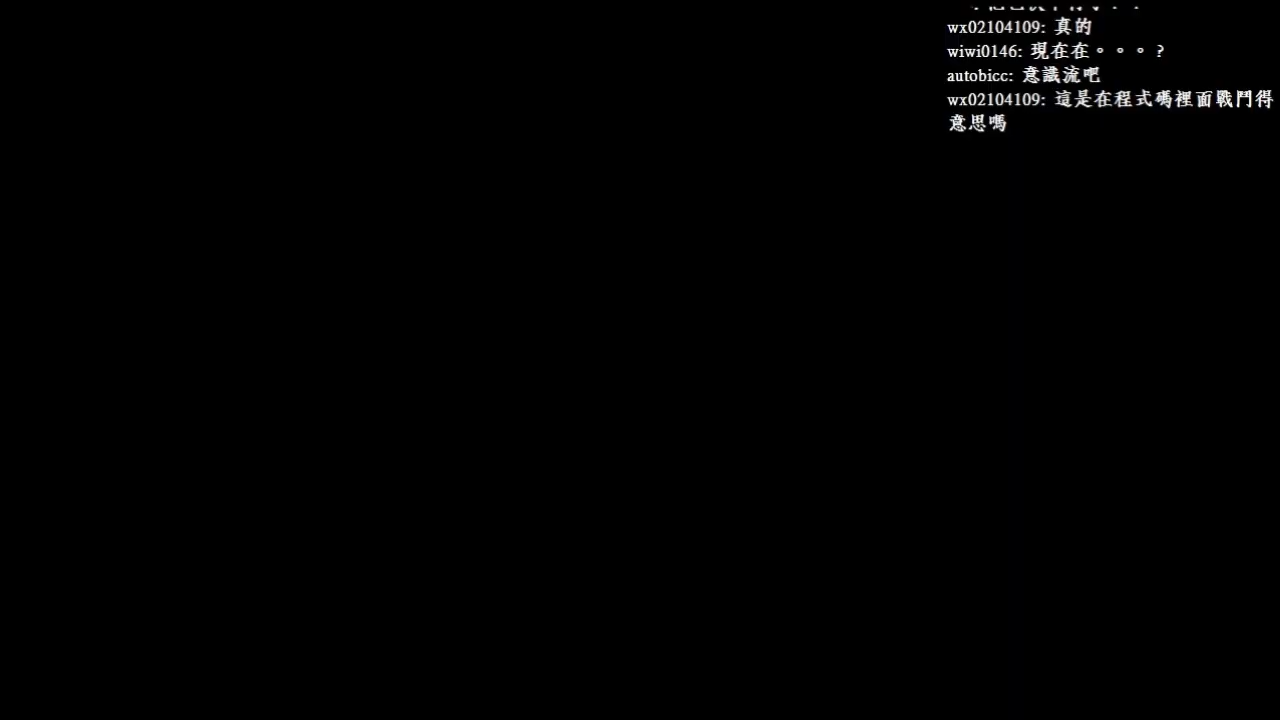 wx02104109: 真的
wiwi0146: 現在在。。。?
autobicc: 意識流吧
wx02104109: 這是在程式碼裡面戰鬥得
意思嗎